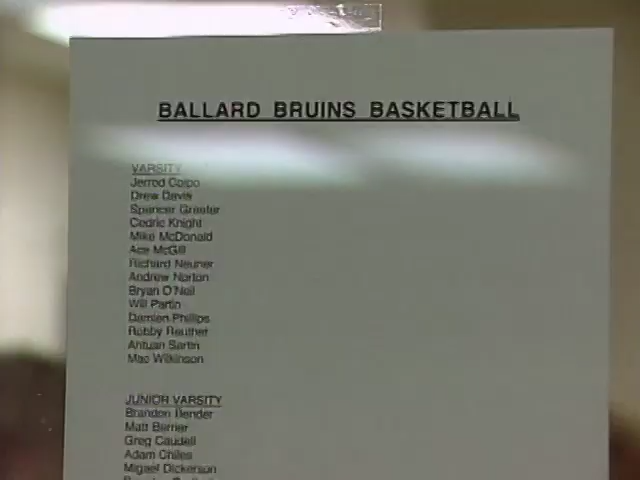 BALLARD BRUINS BASKETBALL
VARSITY
Jerrod Colpo
Drew Davis
Spencer Greater
Cedric Knight
Mike McDonald
Ace McGill
Richard Neuner
Andrew Norton
Bryan O'Neil
Will Partin
Damien Phillips
Robby Reuther
Antuan Sartin
Mac Wilkinson
JUNIOR VARSITY
Brandon Bender
Matt Berrier
Greg Caudell
Adam Chiles
Migael Dickerson